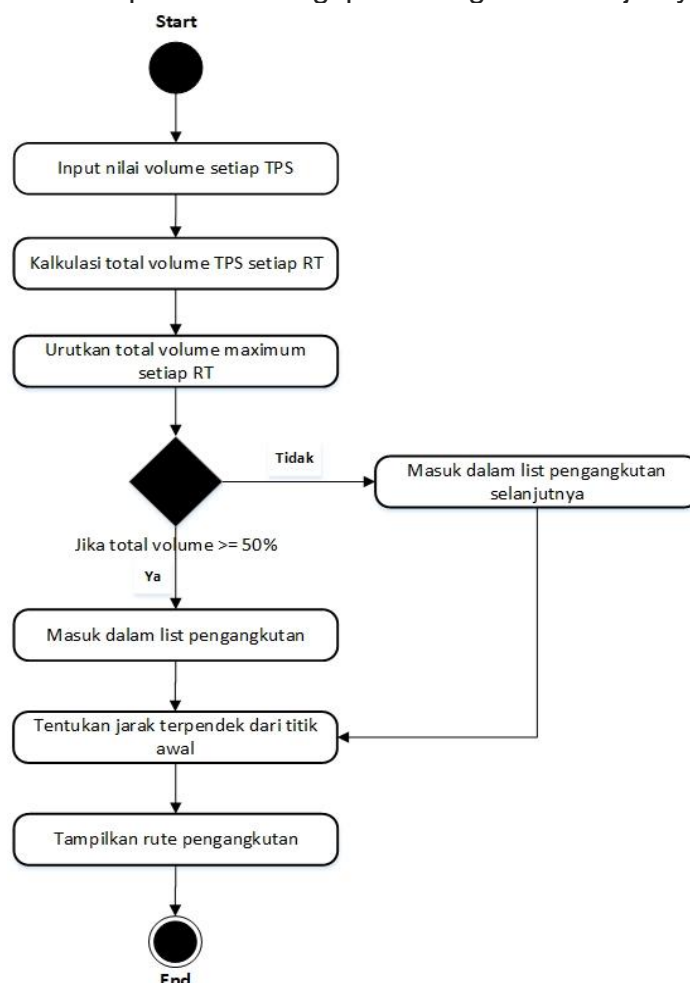 Start
Input nilai volume setiap TPS
Kalkulasi total volume TPS setiap RT
Urutkan total volume maximum
setiap RT
Tidak
Masuk dalam list pengangkutan
selanjutnya
Jika total volume >= 50%
Ya
Masuk dalam list pengangkutan
Tentukan jarak terpendek dari titik
awal
Tampilkan rute pengangkutan
End